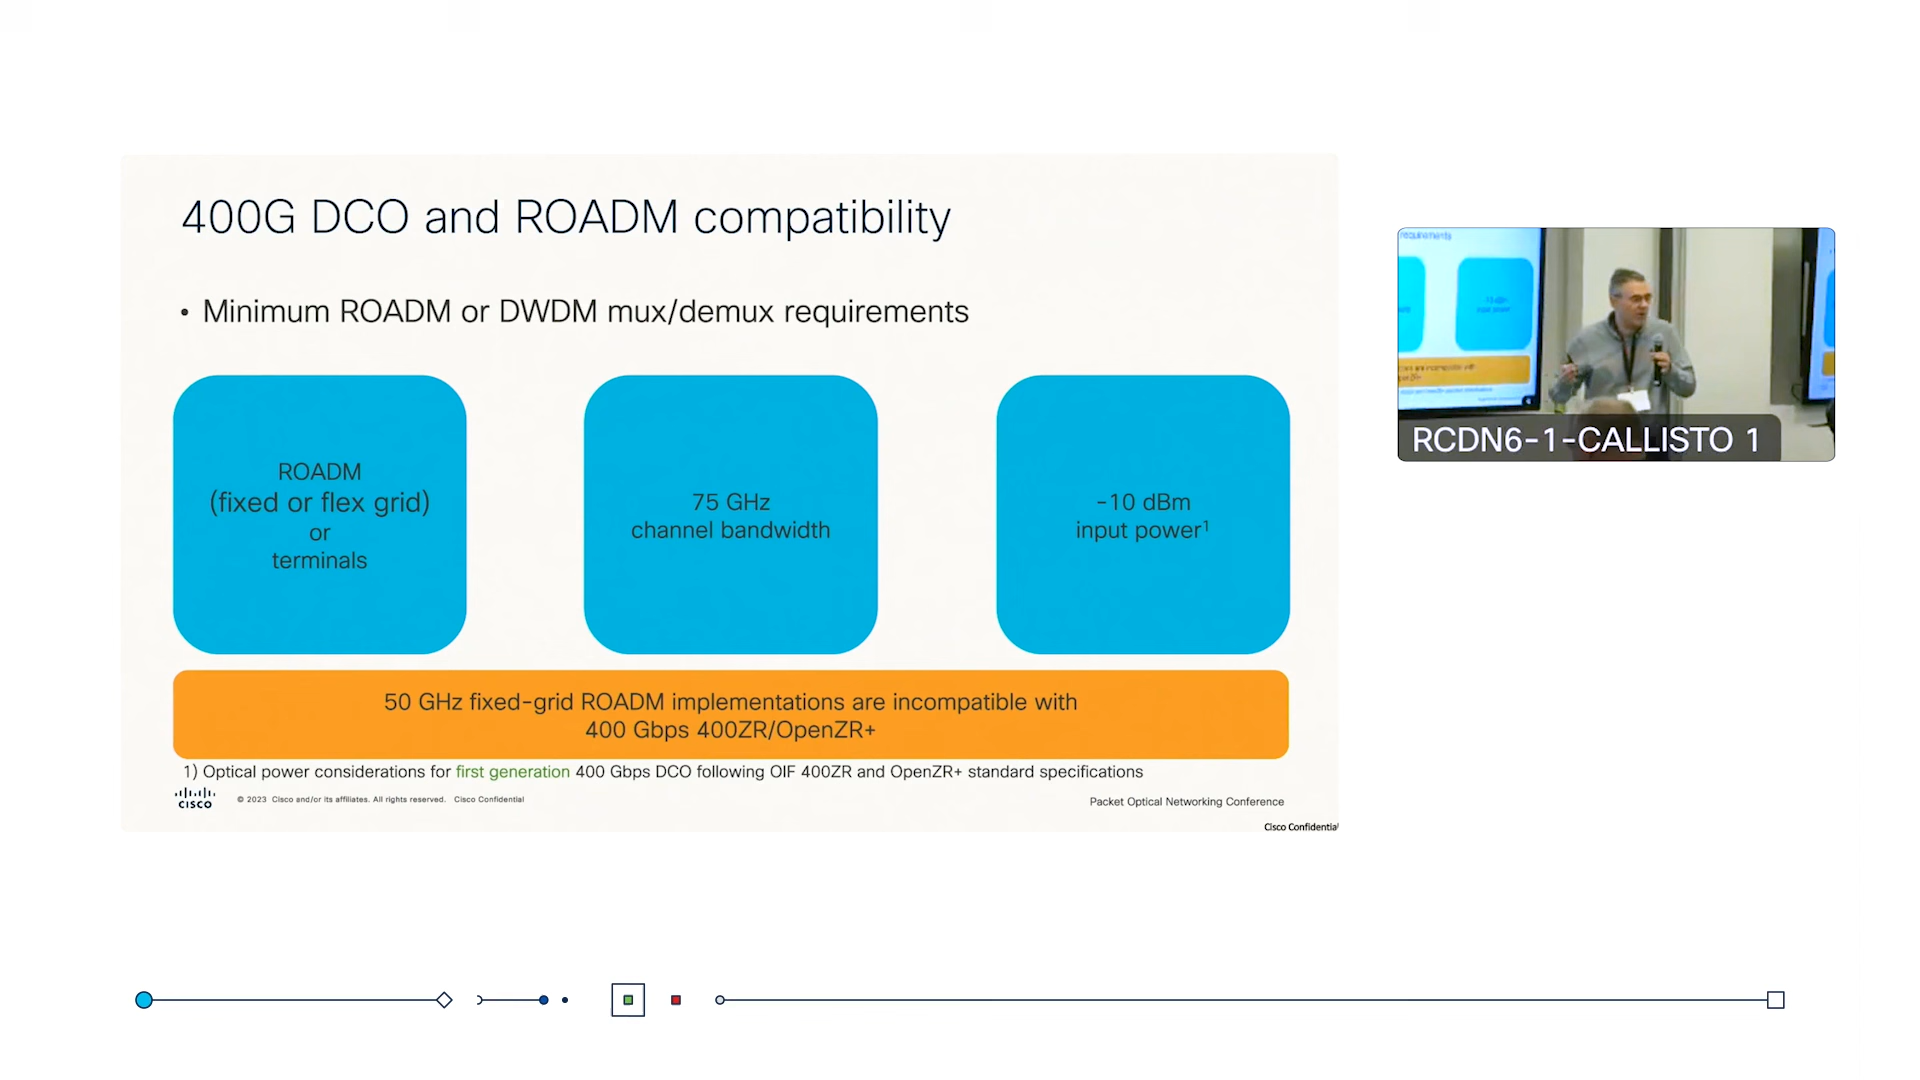 400G DCO and ROADM compatibility
• Minimum ROADM or DWDM mux/demux requirements
ROADM
(fixed or flex grid)
or
terminals
75 GHz
channel bandwidth
-10 dBm
input power¹
50 GHz fixed-grid ROADM implementations are incompatible with
400 Gbps 400ZR/OpenZR+
1) Optical power considerations for first generation 400 Gbps DCO following OIF 400ZR and OpenZR+ standard specifications
CISCO
© 2023 Cisco and/or its affiliates. All rights reserved. Cisco Confidential
Packet Optical Networking Conference
Cisco Confidential
requirements
RCDN6-1-CALLISTO 1